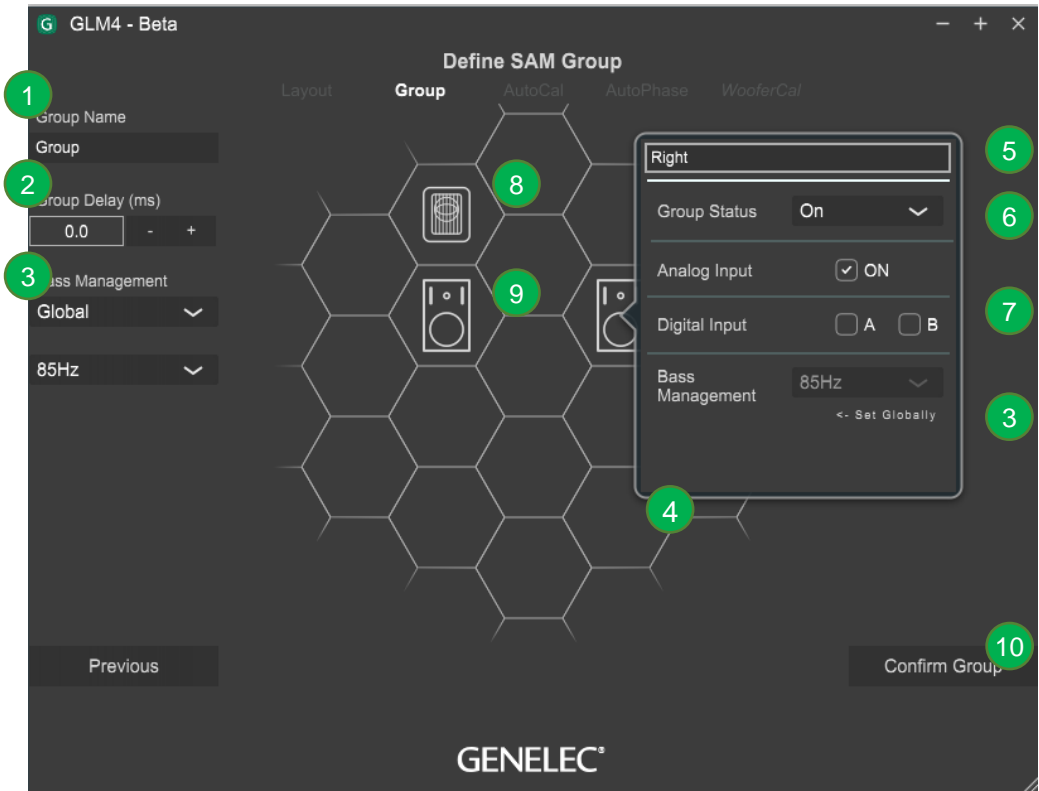 G GLM4 - Beta
Define SAM Group
Layout Group AutoCal AutoPhase WooferCal
1
Group Name
Group
2
Group Delay (ms)
0.0 - +
3
Bass Management
Global
85Hz
8
9
Right
5
Group Status On
6
Analog Input ON
Digital Input A B
7
Bass
Management
85Hz
<- Set Globally
3
4
10
Previous
Confirm Group
GENELEC®